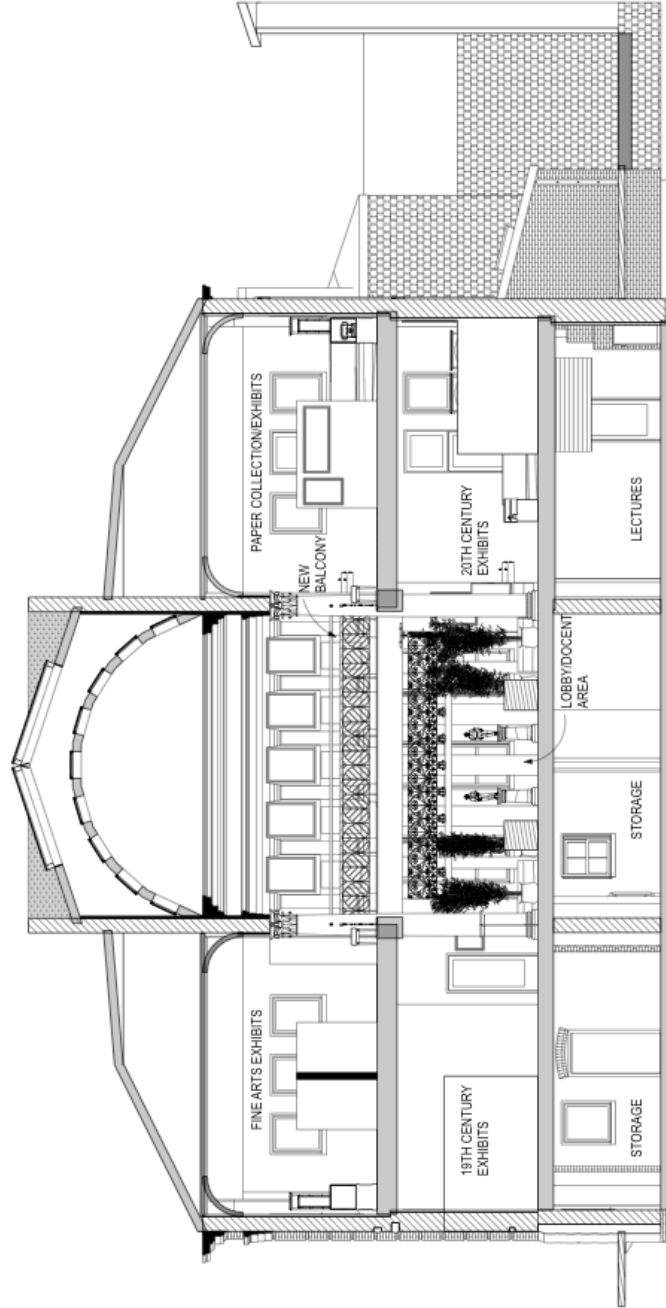 FINE ARTS EXHIBITS
NEW
BALCONY
PAPER COLLECTION/EXHIBITS
19TH CENTURY
EXHIBITS
20TH CENTURY
EXHIBITS
LOBBY/DOCENT
AREA
STORAGE
STORAGE
LECTURES